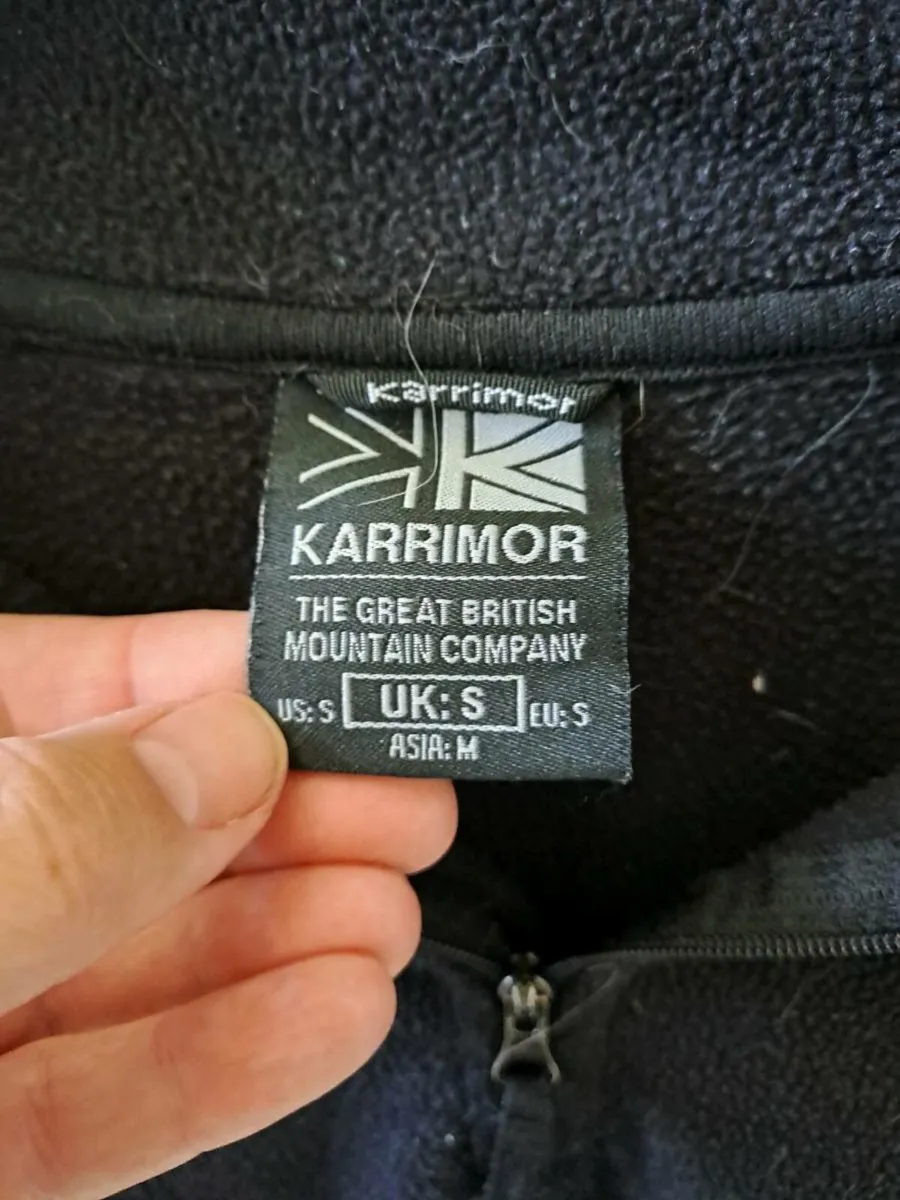 Karrimor
KARRIMOR
THE GREAT BRITISH
MOUNTAIN COMPANY
US: S UK: S EU: S
ASIA: M